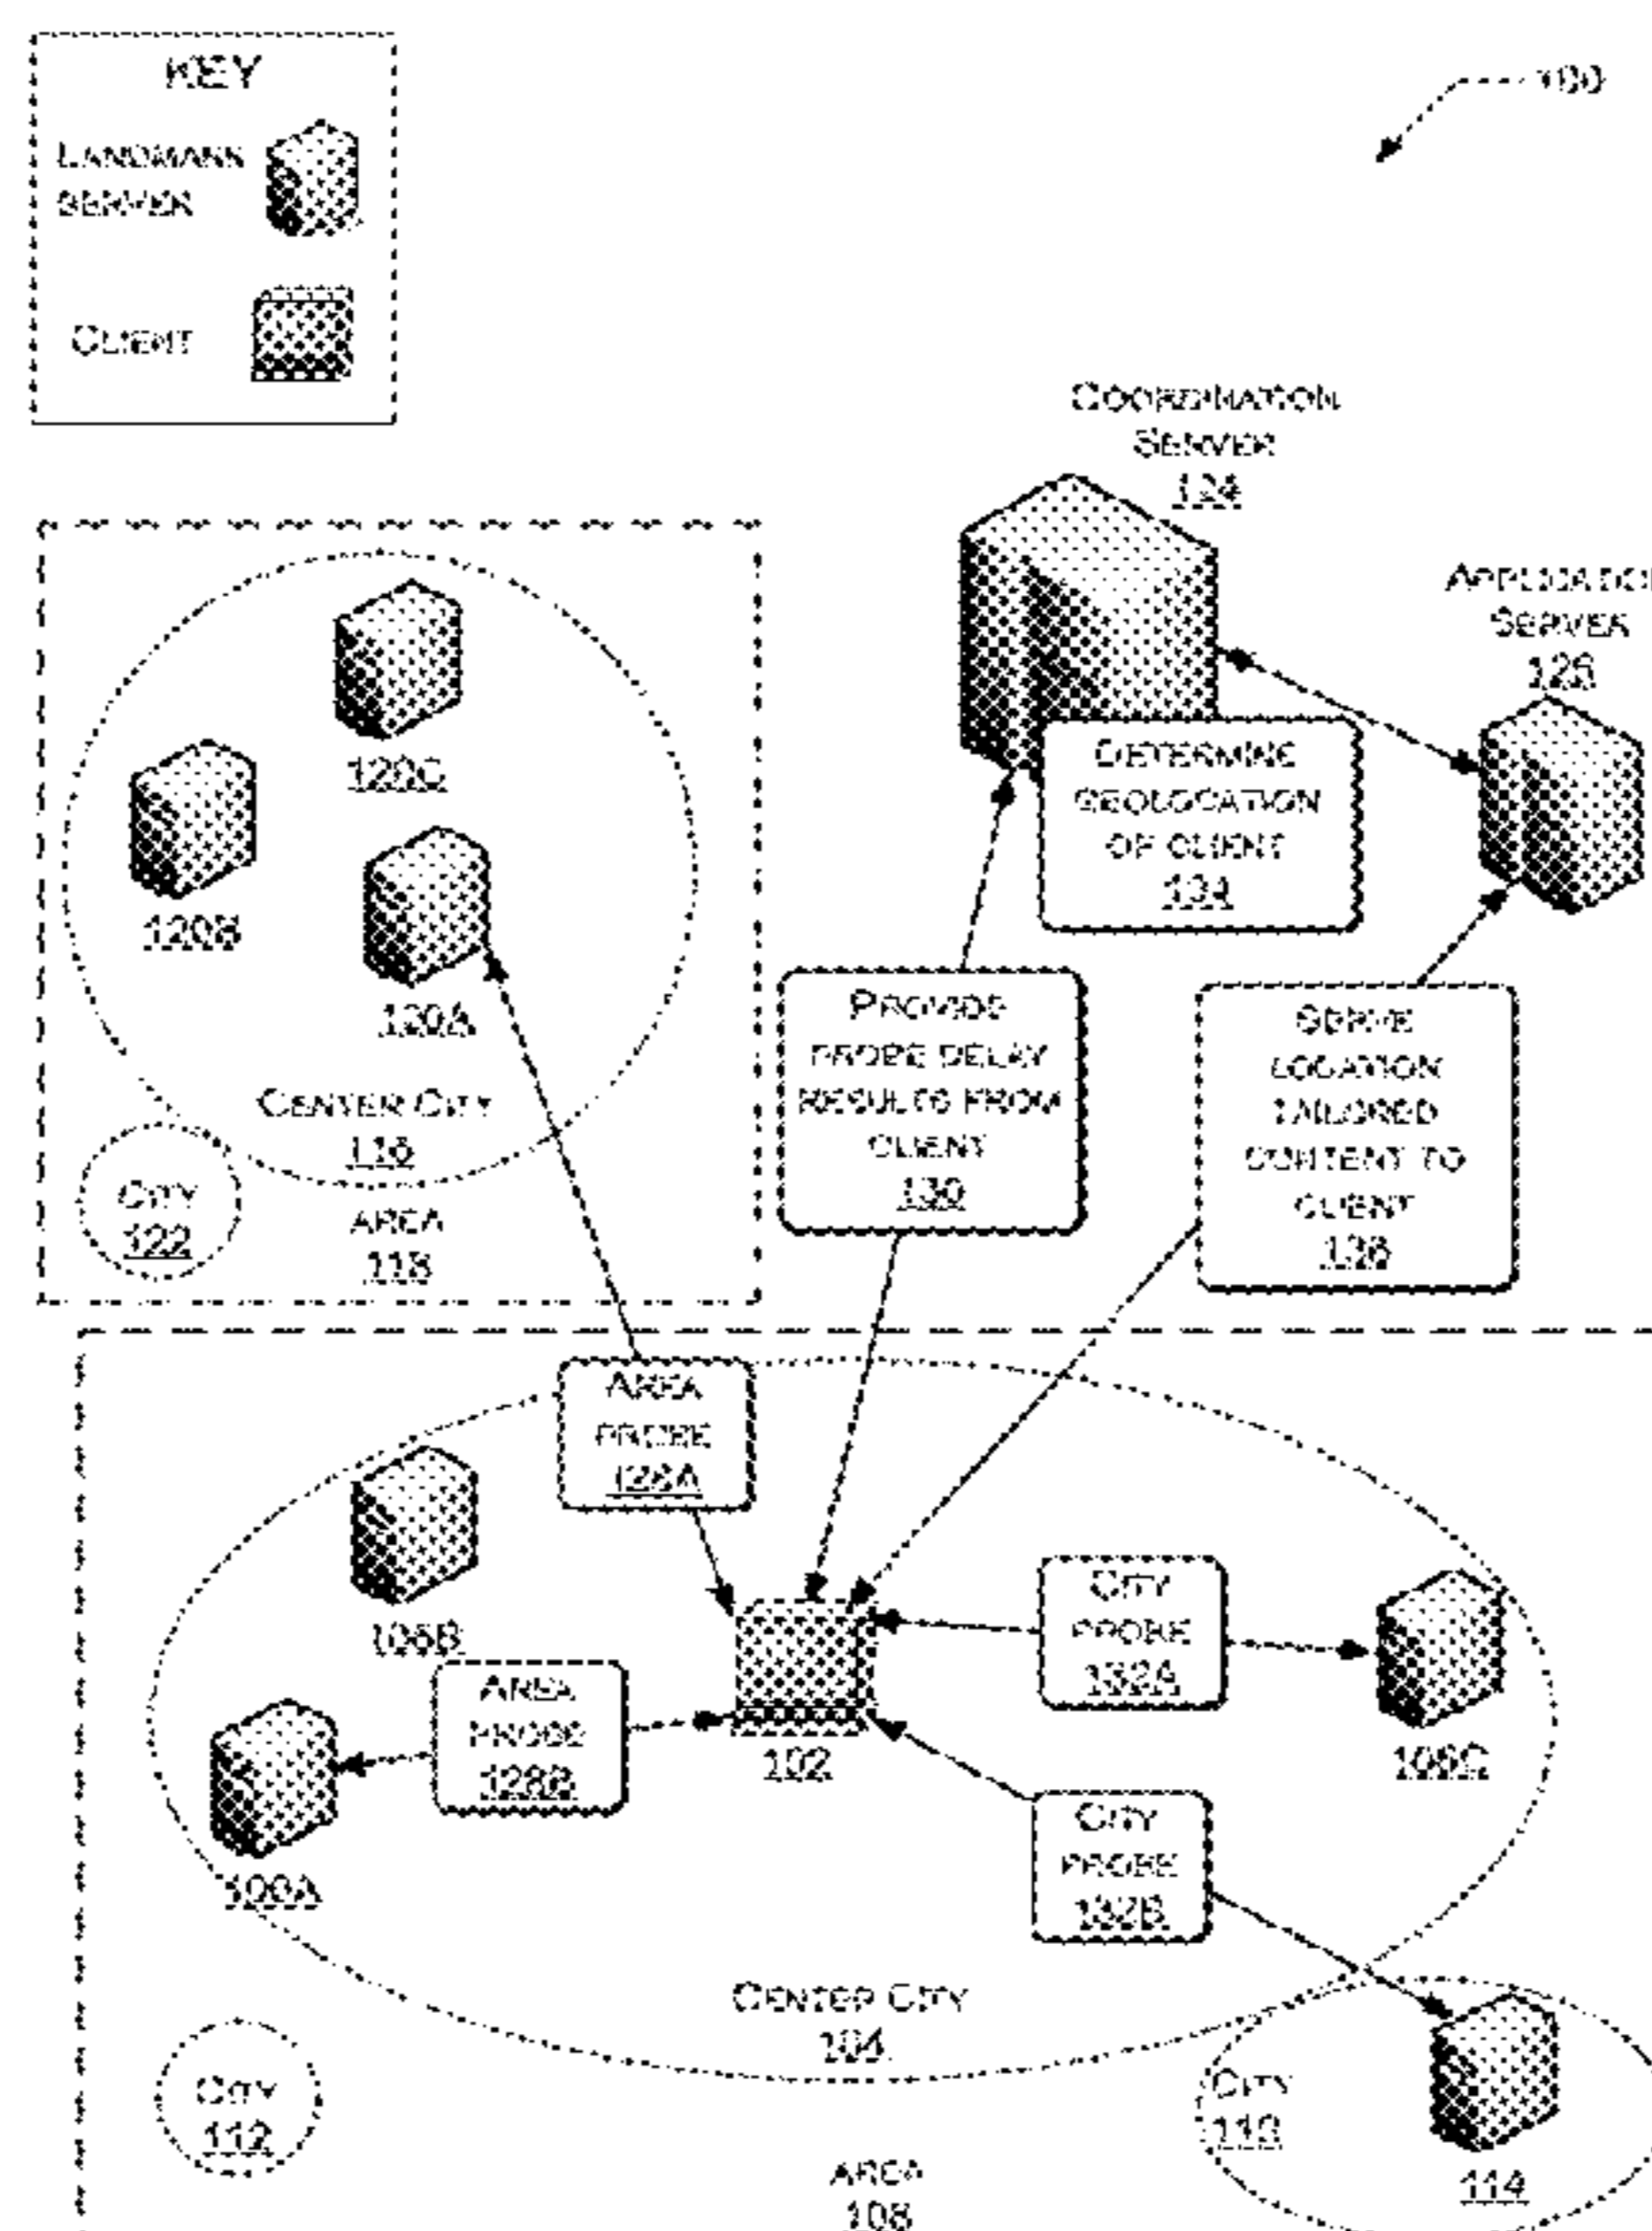 KEY
LANDMARK
SERVER
CLIENT
100
COORDINATION
SERVER
124
APPLICATION
SERVER
126
120C
120B
120A
CENTER CITY
116
CITY
122
AREA
118
DETERMINE
GEOLOCATION
OF CLIENT
134
PROVIDE
PROBE DELAY
RESULTS FROM
CLIENT
130
SERVE
LOCATION
TAILORED
CONTENT TO
CLIENT
136
AREA
PROBE
128A
106B
AREA
PROBE
128B
106A
102
CITY
PROBE
132A
106C
CITY
PROBE
132B
CENTER CITY
104
CITY
112
CITY
110
114
AREA
108